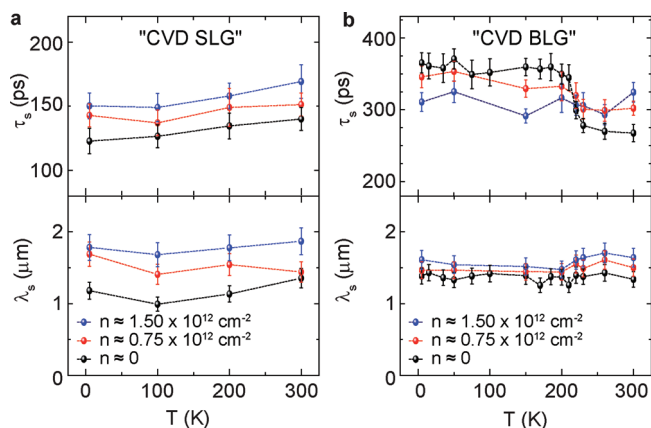 a
"CVD SLG"
200
150
100
τs (ps)
2
1
0
λs (μm)
n ≈ 1.50 x 10¹² cm⁻²
n ≈ 0.75 x 10¹² cm⁻²
n ≈ 0
0 100 200 300
T (K)
b
"CVD BLG"
400
300
200
τs (ps)
2
1
0
λs (μm)
n ≈ 1.50 x 10¹² cm⁻²
n ≈ 0.75 x 10¹² cm⁻²
n ≈ 0
0 100 200 300
T (K)